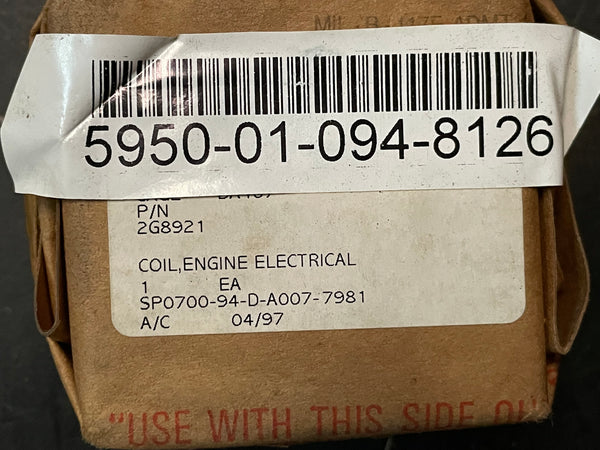 5950-01-094-8126
P/N
2G8921
COIL,ENGINE ELECTRICAL
1 EA
SP0700-94-D-A007-7981
A/C 04/97
"USE WITH THIS SIDE